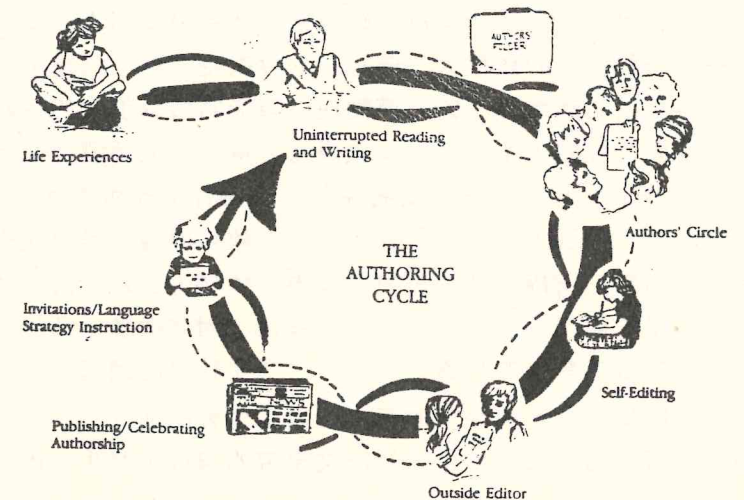 AUTHORS'
FOLDER
Life Experiences
Uninterrupted Reading
and Writing
Authors' Circle
THE
AUTHORING
CYCLE
Invitations/Language
Strategy Instruction
Self-Editing
Publishing/Celebrating
Authorship
Outside Editor
NEWS